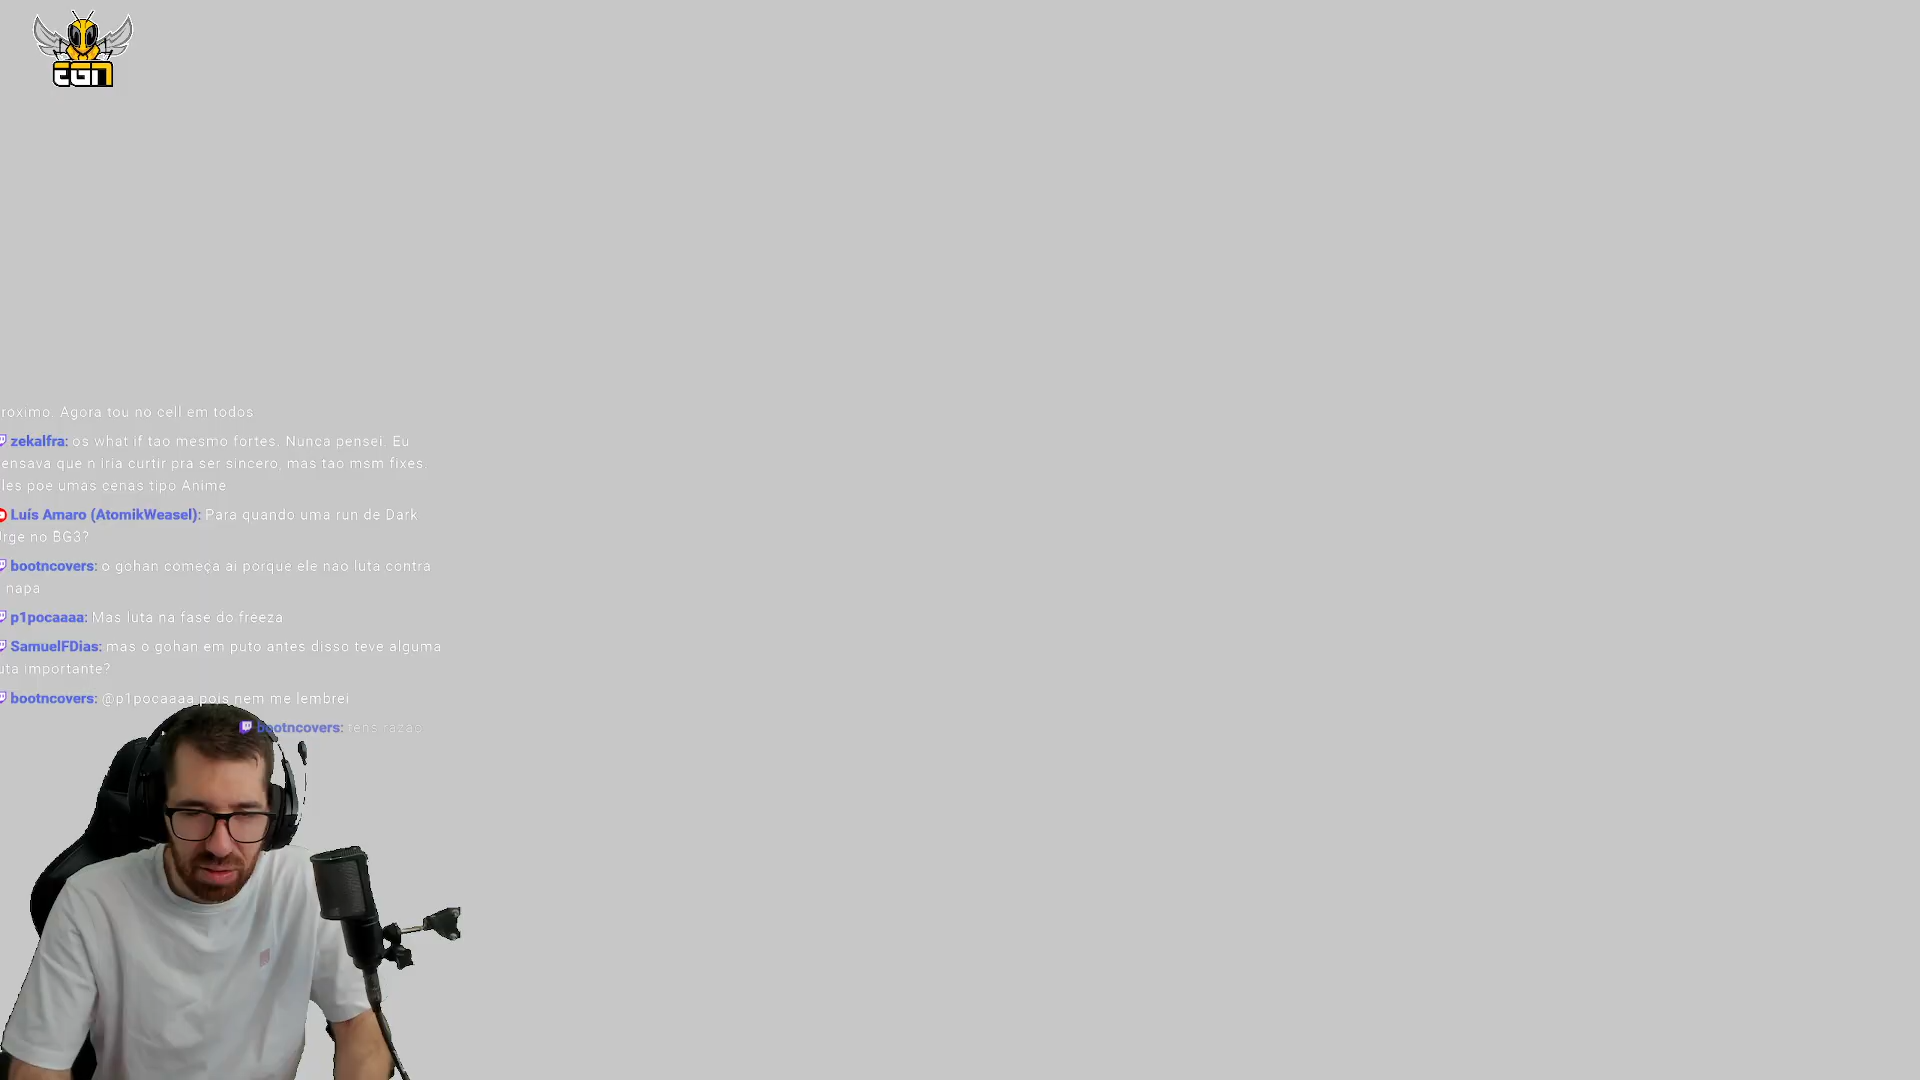 CGN
roximo. Agora tou no cell em todos
zekalfra: os what if tao mesmo fortes. Nunca pensei. Eu
ensava que n iria curtir pra ser sincero, mas tao msm fixes.
les poe umas cenas tipo Anime
Luís Amaro (AtomikWeasel): Para quando uma run de Dark
Urge no BG3?
bootncovers: o gohan começa ai porque ele nao luta contra
napa
p1pocaaaa: Mas luta na fase do freeza
SamuelFDias: mas o gohan em puto antes disso teve alguma
uta importante?
bootncovers: @p1pocaaaa pois nem me lembrei
bootncovers: tens razao